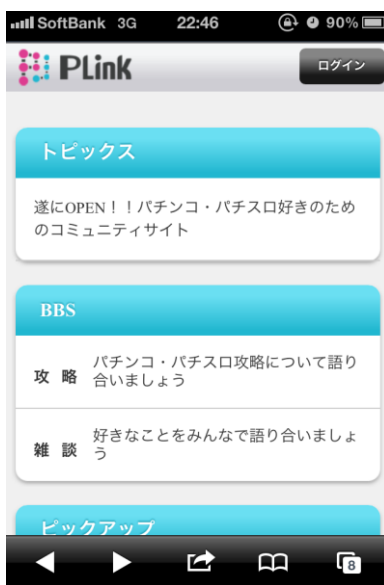 SoftBank 3G 22:46 90%
PLink
ログイン
トピックス
遂にOPEN！！パチンコ・パチスロ好きのため
のコミュニティサイト
BBS
攻 略 パチンコ・パチスロ攻略について語り
合いましょう
雑 談 好きなことをみんなで語り合いましょ
う
ピックアップ
8